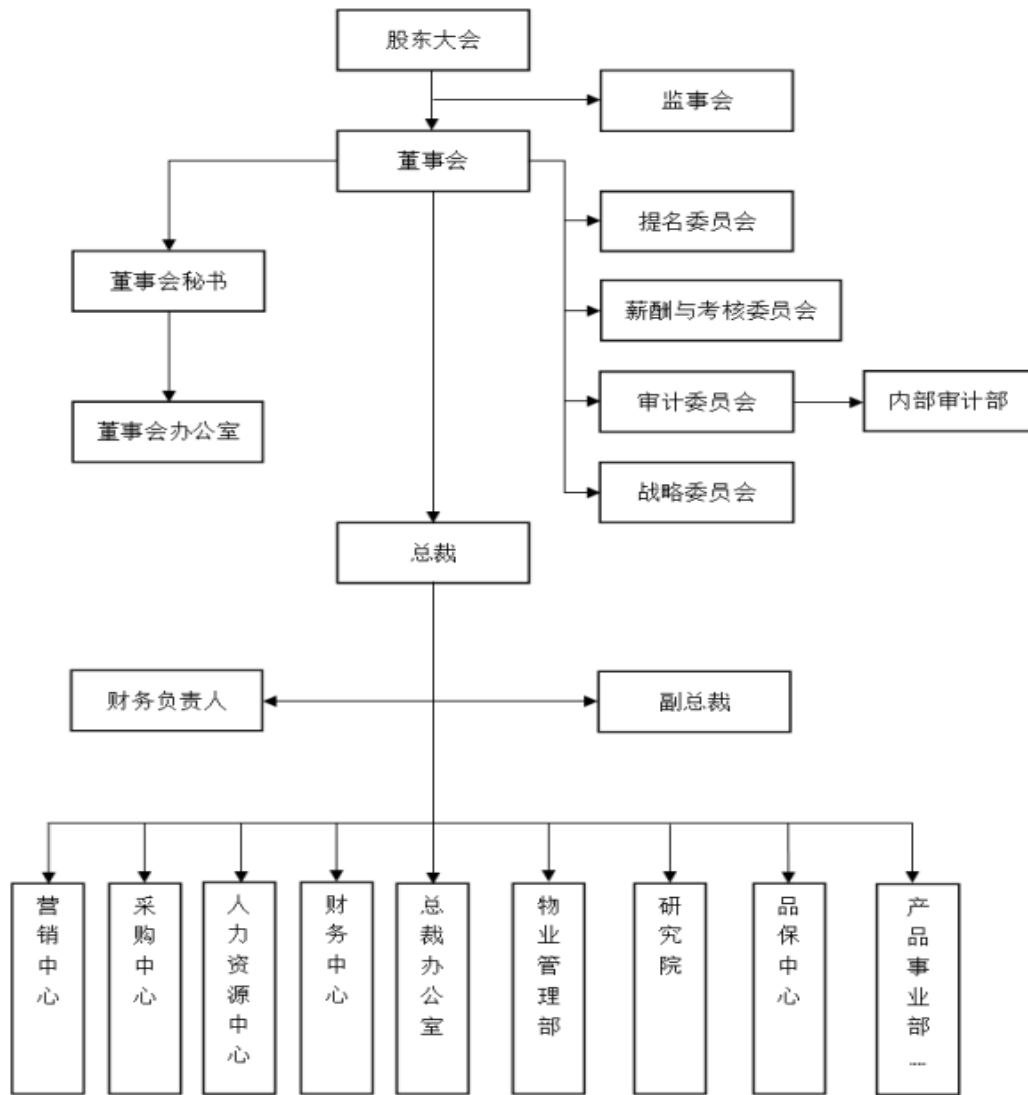 股东大会
监事会
董事会
提名委员会
董事会秘书
薪酬与考核委员会
审计委员会
内部审计部
董事会办公室
战略委员会
总裁
财务负责人
副总裁
营销中心
采购中心
人力资源中心
财务中心
总裁办公室
物业管理部
研究院
品保中心
产品事业部…